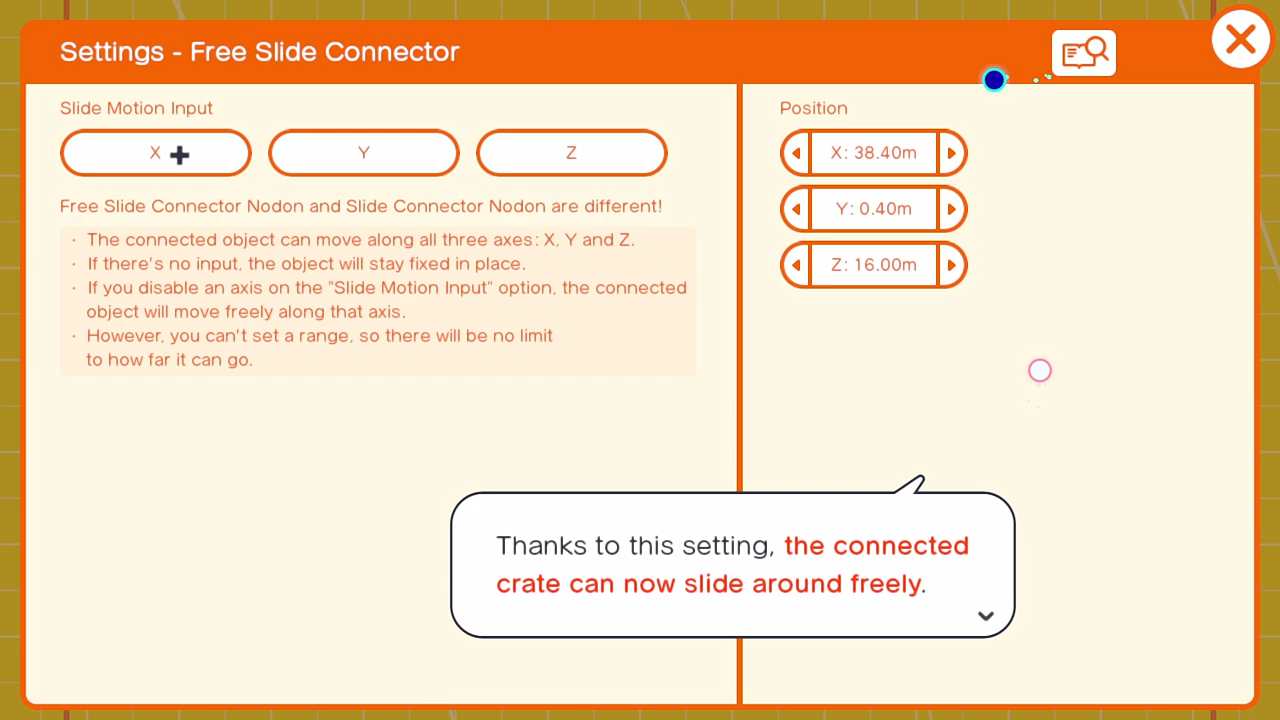 Settings - Free Slide Connector
Slide Motion Input
X
Y
Z
Free Slide Connector Nodon and Slide Connector Nodon are different!
· The connected object can move along all three axes: X, Y and Z.
· If there's no input, the object will stay fixed in place.
· If you disable an axis on the "Slide Motion Input" option, the connected
object will move freely along that axis.
· However, you can't set a range, so there will be no limit
to how far it can go.
Position
X: 38.40m
Y: 0.40m
Z: 16.00m
Thanks to this setting, the connected
crate can now slide around freely.